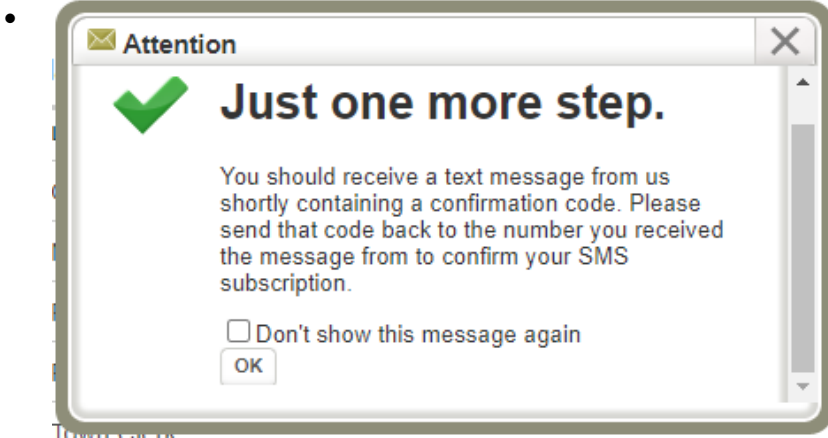 Attention
Just one more step.
You should receive a text message from us
shortly containing a confirmation code. Please
send that code back to the number you received
the message from to confirm your SMS
subscription.
Don't show this message again
OK